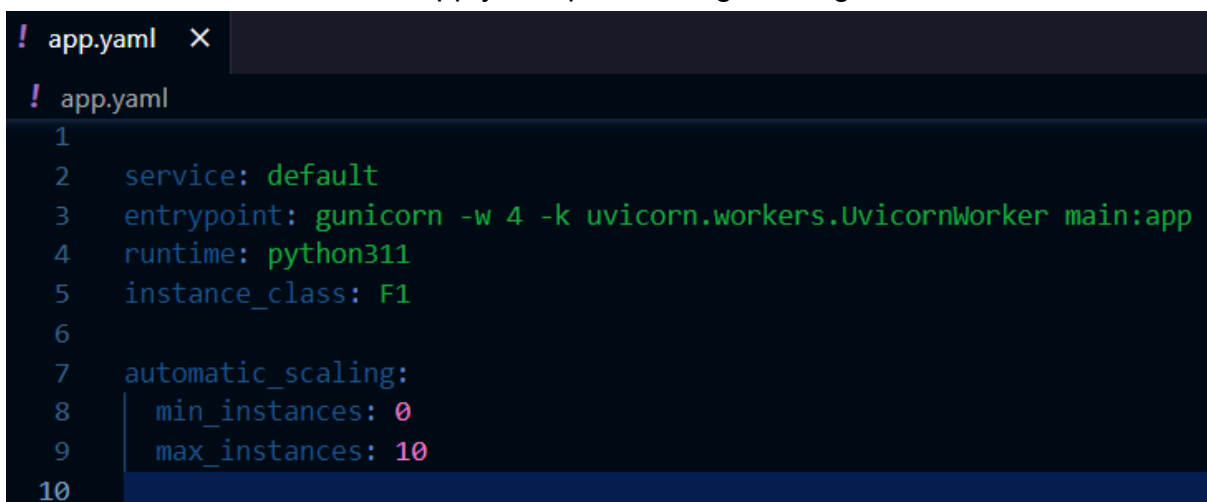 ! app.yaml ×
! app.yaml
1
2 service: default
3 entrypoint: gunicorn -w 4 -k uvicorn.workers.UvicornWorker main:app
4 runtime: python311
5 instance_class: F1
6
7 automatic_scaling:
8 min_instances: 0
9 max_instances: 10
10